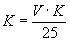 K = V · K / 25